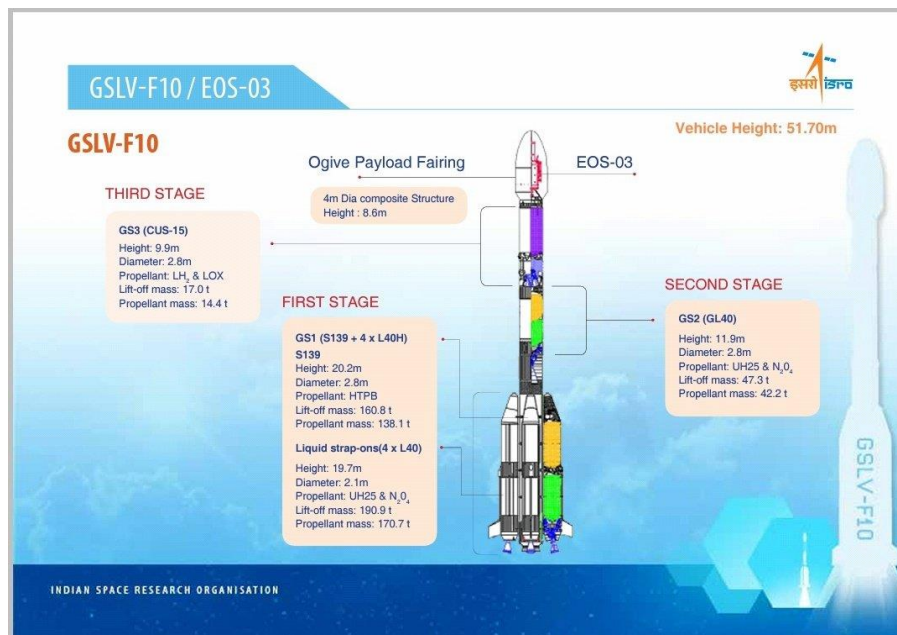 GSLV-F10 / EOS-03
इसरो isro
GSLV-F10
Vehicle Height: 51.70m
Ogive Payload Fairing
EOS-03
4m Dia composite Structure
Height : 8.6m
THIRD STAGE
GS3 (CUS-15)
Height: 9.9m
Diameter: 2.8m
Propellant: LH₂ & LOX
Lift-off mass: 17.0 t
Propellant mass: 14.4 t
FIRST STAGE
GS1 (S139 + 4 x L40H)
S139
Height: 20.2m
Diameter: 2.8m
Propellant: HTPB
Lift-off mass: 160.8 t
Propellant mass: 138.1 t
Liquid strap-ons(4 x L40)
Height: 19.7m
Diameter: 2.1m
Propellant: UH25 & N₂0₄
Lift-off mass: 190.9 t
Propellant mass: 170.7 t
SECOND STAGE
GS2 (GL40)
Height: 11.9m
Diameter: 2.8m
Propellant: UH25 & N₂0₄
Lift-off mass: 47.3 t
Propellant mass: 42.2 t
GSLV-F10
INDIAN SPACE RESEARCH ORGANISATION